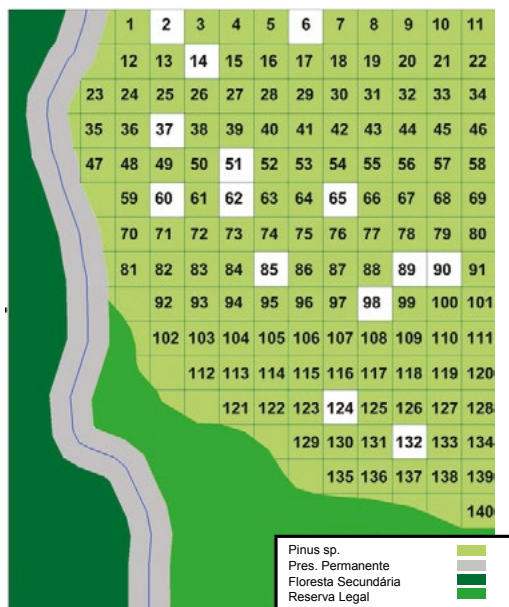 1 2 3 4 5 6 7 8 9 10 11
12 13 14 15 16 17 18 19 20 21 22
23 24 25 26 27 28 29 30 31 32 33 34
35 36 37 38 39 40 41 42 43 44 45 46
47 48 49 50 51 52 53 54 55 56 57 58
59 60 61 62 63 64 65 66 67 68 69
70 71 72 73 74 75 76 77 78 79 80
81 82 83 84 85 86 87 88 89 90 91
92 93 94 95 96 97 98 99 100 101
102 103 104 105 106 107 108 109 110 111
112 113 114 115 116 117 118 119 120
121 122 123 124 125 126 127 128
129 130 131 132 133 134
135 136 137 138 139
140
Pinus sp.
Pres. Permanente
Floresta Secundária
Reserva Legal